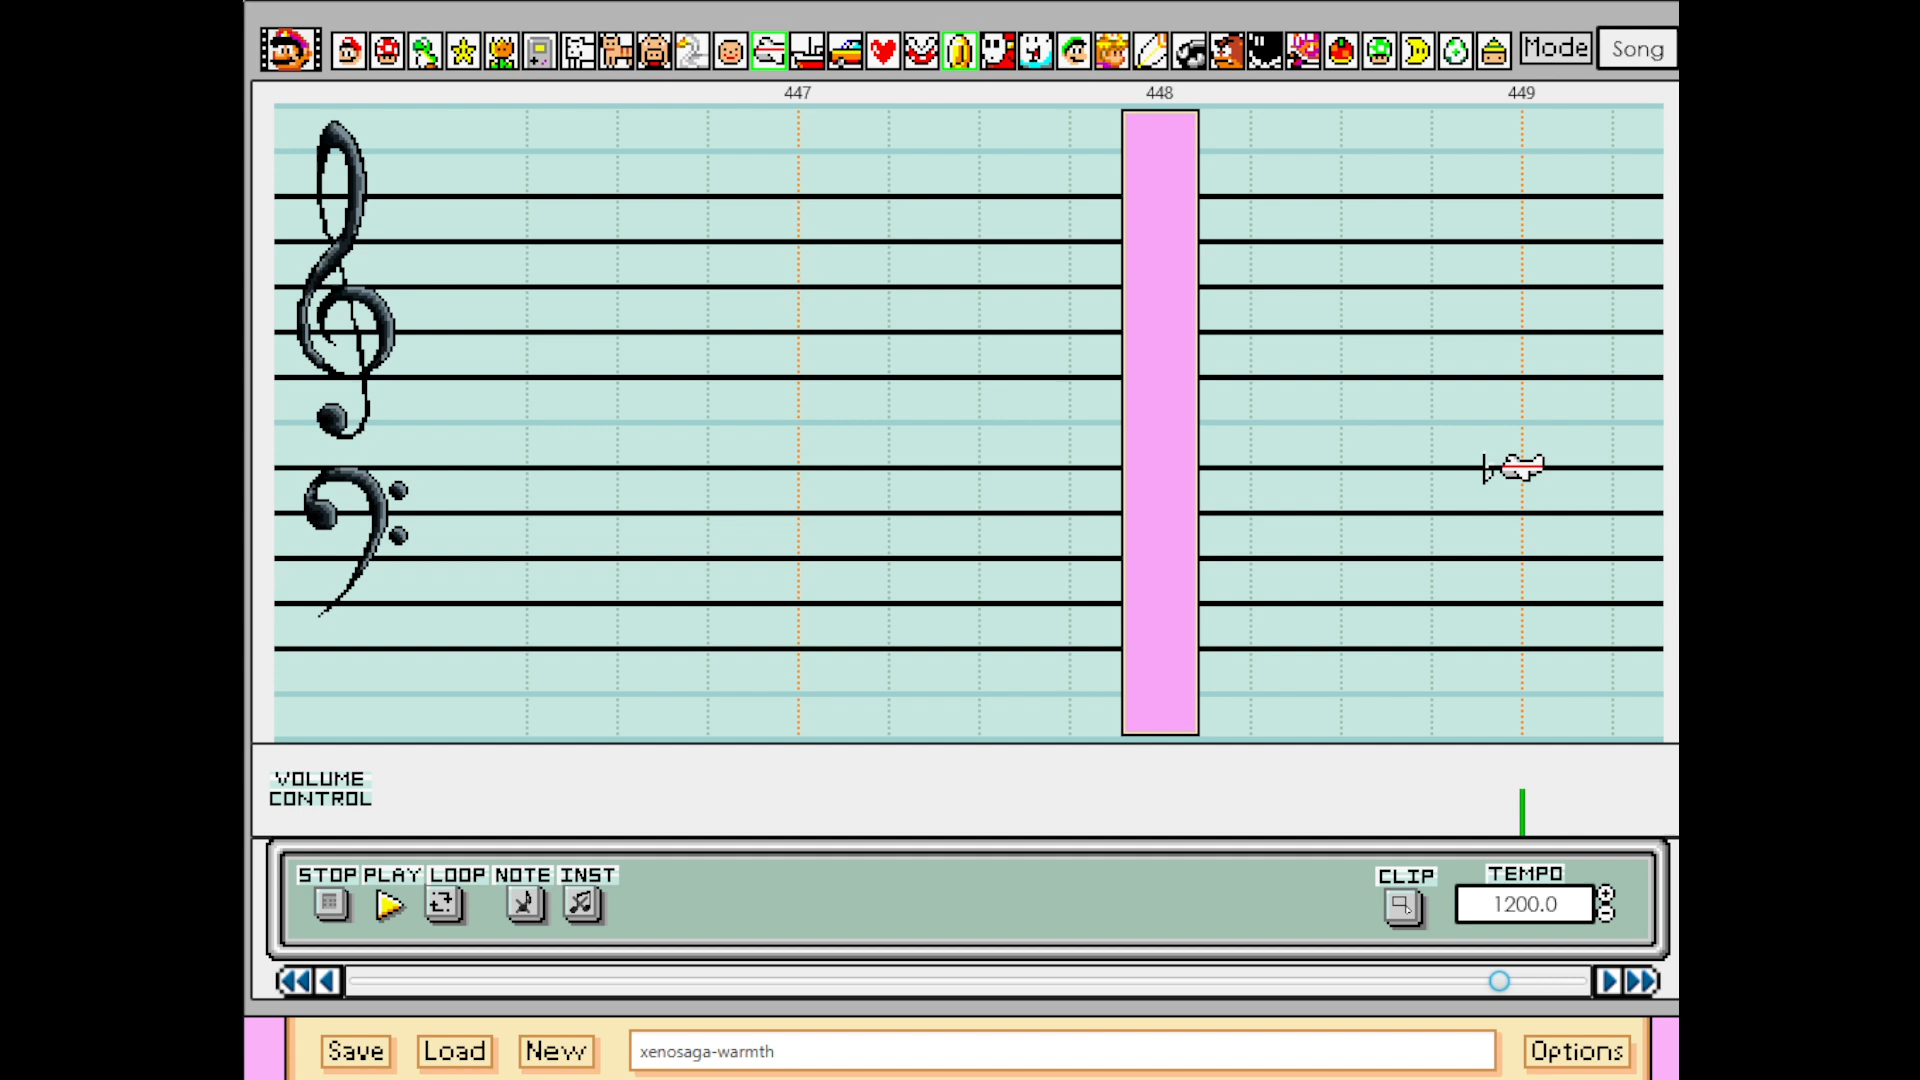 Mode Song
447 448 449
VOLUME
CONTROL
STOP PLAY LOOP NOTE INST CLIP TEMPO
1200.0
Save Load New xenosaga-warmth Options